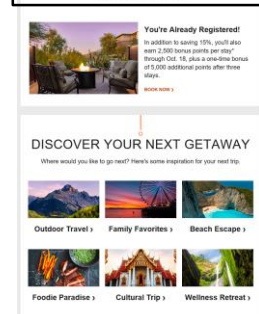 You're Already Registered!
In addition to saving 15%, you'll also
earn 2,500 bonus points per stay*
through Oct. 18, plus a one-time bonus
of 5,000 additional points after three
stays.
BOOK NOW ›
DISCOVER YOUR NEXT GETAWAY
Where would you like to go next? Here's some inspiration for your next trip.
Outdoor Travel ›
Family Favorites ›
Beach Escape ›
Foodie Paradise ›
Cultural Trip ›
Wellness Retreat ›